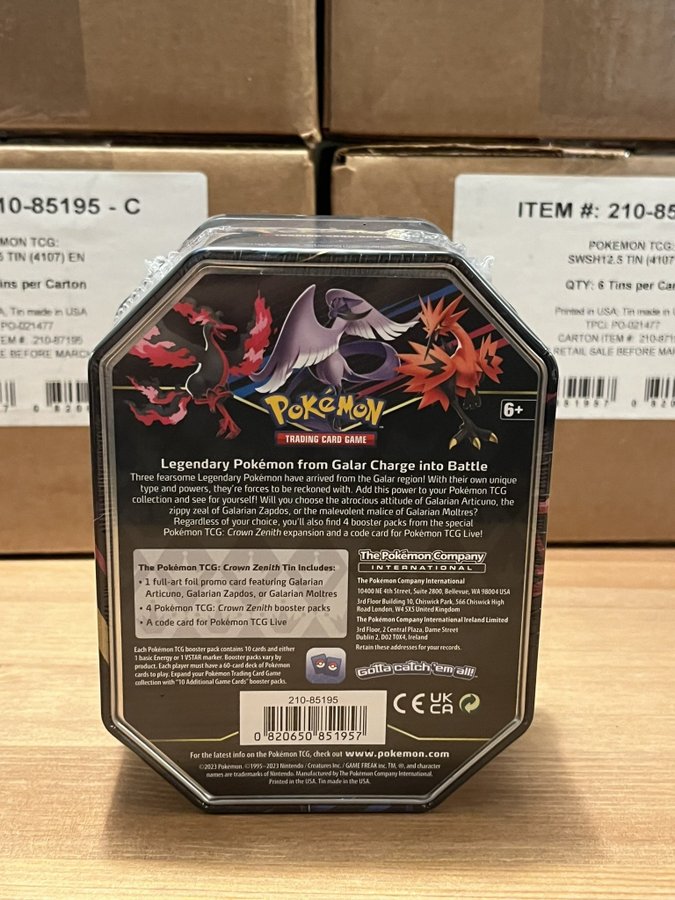 10-85195 - C
MON TCG:
5 TIN (4107) EN
ins per Carton
Tin made in USA
PO-021477
EM #: 210-87195
E BEFORE MARCH
ITEM #: 210-85
POKEMON TCG:
SWSH12.5 TIN (4107
QTY: 6 Tins per Car
Printed in USA, Tin made in
TPCi PO-021477
CARTON ITEM #: 210-871
RETAIL SALE BEFORE MAR
POKéMON
TRADING CARD GAME
6+
Legendary Pokémon from Galar Charge into Battle
Three fearsome Legendary Pokémon have arrived from the Galar region! With their own unique
type and powers, they're forces to be reckoned with. Add this power to your Pokémon TCG
collection and see for yourself! Will you choose the atrocious attitude of Galarian Articuno, the
zippy zeal of Galarian Zapdos, or the malevolent malice of Galarian Moltres?
Regardless of your choice, you'll also find 4 booster packs from the special
Pokémon TCG: Crown Zenith expansion and a code card for Pokémon TCG Live!
The Pokémon TCG: Crown Zenith Tin Includes:
• 1 full-art foil promo card featuring Galarian
Articuno, Galarian Zapdos, or Galarian Moltres
• 4 Pokémon TCG: Crown Zenith booster packs
• A code card for Pokémon TCG Live
Each Pokémon TCG booster pack contains 10 cards and either
1 basic Energy or 1 VSTAR marker. Booster packs vary by
product. Each player must have a 60-card deck of Pokémon
cards to play. Expand your Pokémon Trading Card Game
collection with "10 Additional Game Cards" booster packs.
The Pokémon Company
INTERNATIONAL
The Pokémon Company International
10400 NE 4th Street, Suite 2800, Bellevue, WA 98004 USA
3rd Floor Building 10, Chiswick Park, 566 Chiswick High
Road London, W4 5XS United Kingdom
The Pokémon Company International Ireland Limited
3rd Floor, 2 Central Plaza, Dame Street
Dublin 2, D02 T0X4, Ireland
Retain these addresses for your records.
Gotta catch 'em all!
210-85195
0 820650 851957
CE UK
CA
For the latest info on the Pokémon TCG, check out www.pokemon.com
©2023 Pokémon. ©1995–2023 Nintendo / Creatures Inc. / GAME FREAK inc. TM, ®, and character
names are trademarks of Nintendo. Manufactured by The Pokémon Company International.
Printed in the USA. Tin made in the USA.